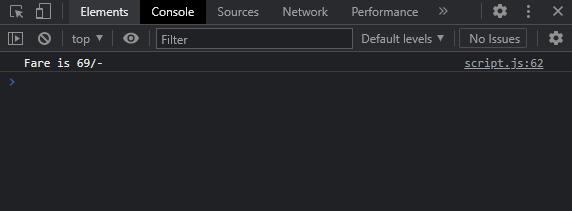 Elements Console Sources Network Performance »
top ▼ Filter Default levels ▼ No Issues
Fare is 69/- script.js:62
>